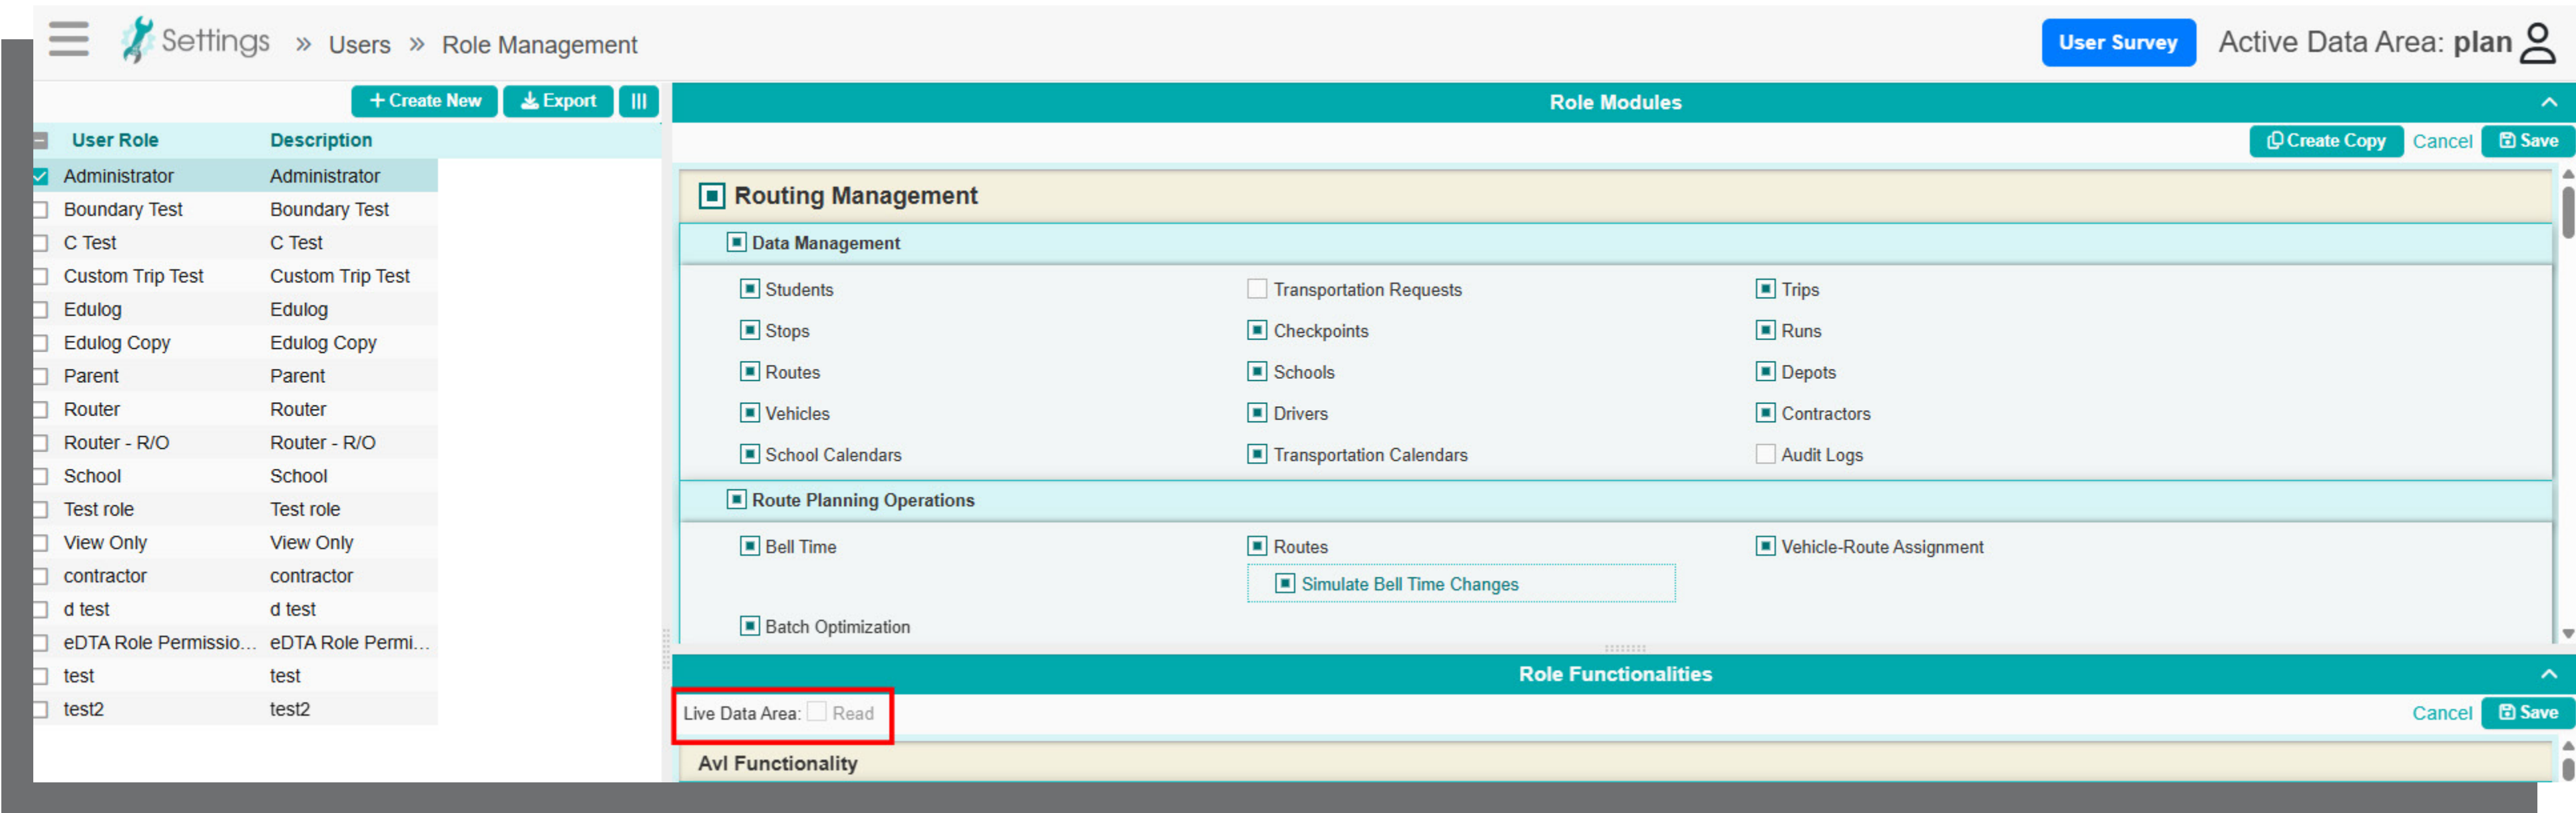 Settings » Users » Role Management
User Survey
Active Data Area: plan
+ Create New
Export
User Role Description
Administrator Administrator
Boundary Test Boundary Test
C Test C Test
Custom Trip Test Custom Trip Test
Edulog Edulog
Edulog Copy Edulog Copy
Parent Parent
Router Router
Router - R/O Router - R/O
School School
Test role Test role
View Only View Only
contractor contractor
d test d test
eDTA Role Permissio... eDTA Role Permi...
test test
test2 test2
Role Modules
Create Copy Cancel Save
Routing Management
Data Management
Students Transportation Requests Trips
Stops Checkpoints Runs
Routes Schools Depots
Vehicles Drivers Contractors
School Calendars Transportation Calendars Audit Logs
Route Planning Operations
Bell Time Routes Vehicle-Route Assignment
Simulate Bell Time Changes
Batch Optimization
Role Functionalities
Live Data Area: Read
Cancel Save
Avl Functionality